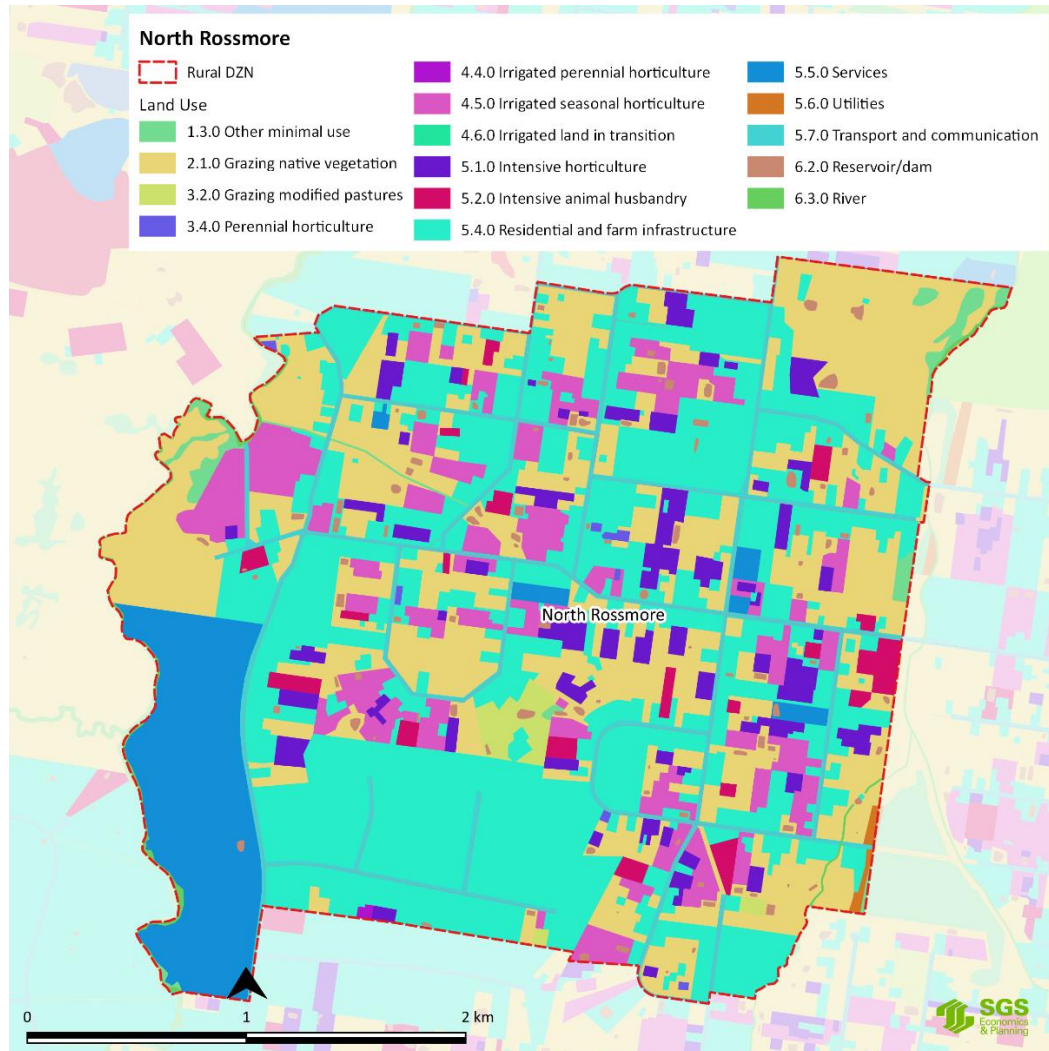 North Rossmore
Rural DZN
Land Use
1.3.0 Other minimal use
2.1.0 Grazing native vegetation
3.2.0 Grazing modified pastures
3.4.0 Perennial horticulture
4.4.0 Irrigated perennial horticulture
4.5.0 Irrigated seasonal horticulture
4.6.0 Irrigated land in transition
5.1.0 Intensive horticulture
5.2.0 Intensive animal husbandry
5.4.0 Residential and farm infrastructure
5.5.0 Services
5.6.0 Utilities
5.7.0 Transport and communication
6.2.0 Reservoir/dam
6.3.0 River
North Rossmore
0
1
2 km
SGS
Economics
& Planning